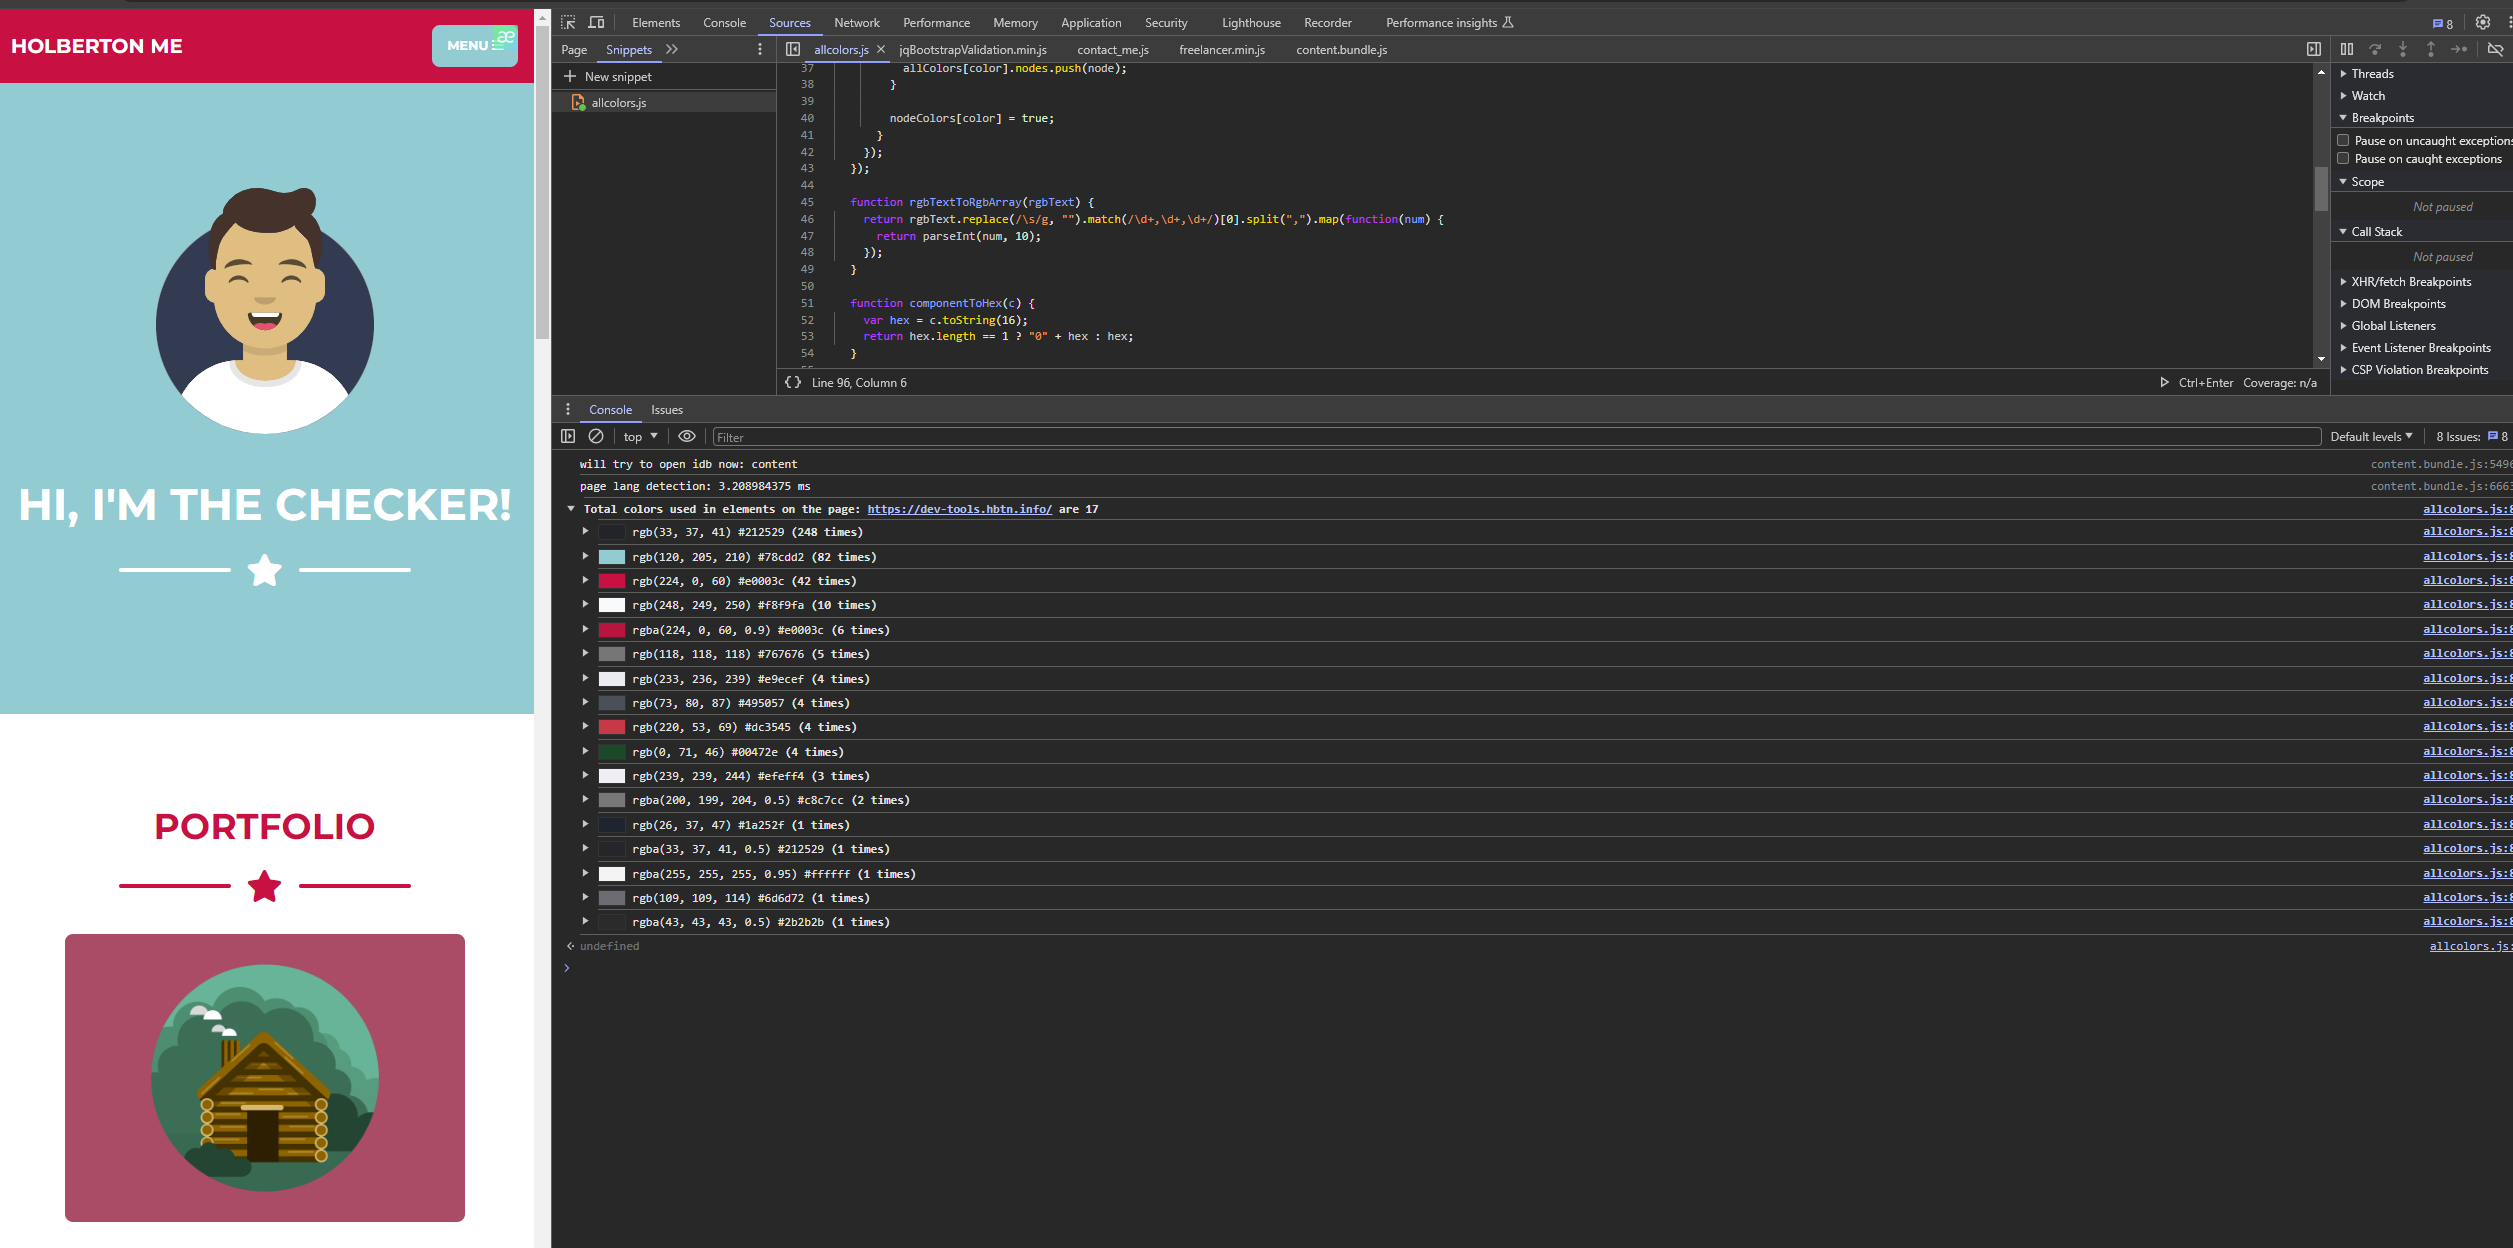 HOLBERTON ME
MENU
HI, I'M THE CHECKER!
PORTFOLIO
Elements Console Sources Network Performance Memory Application Security Lighthouse Recorder Performance insights
8
Page Snippets
allcolors.js jqBootstrapValidation.min.js contact_me.js freelancer.min.js content.bundle.js
New snippet
allcolors.js
37 allColors[color].nodes.push(node);
38 }
39
40 nodeColors[color] = true;
41 }
42 });
43 });
44
45 function rgbTextToRgbArray(rgbText) {
46 return rgbText.replace(/\s/g, "").match(/\d+,\d+,\d+/)[0].split(",").map(function(num) {
47 return parseInt(num, 10);
48 });
49 }
50
51 function componentToHex(c) {
52 var hex = c.toString(16);
53 return hex.length == 1 ? "0" + hex : hex;
54 }
{} Line 96, Column 6
Ctrl+Enter Coverage: n/a
Threads
Watch
Breakpoints
Pause on uncaught exceptions
Pause on caught exceptions
Scope
Not paused
Call Stack
Not paused
XHR/fetch Breakpoints
DOM Breakpoints
Global Listeners
Event Listener Breakpoints
CSP Violation Breakpoints
Console Issues
top Filter Default levels 8 Issues: 8
will try to open idb now: content content.bundle.js:5496
page lang detection: 3.208984375 ms content.bundle.js:6663
Total colors used in elements on the page: https://dev-tools.hbtn.info/ are 17 allcolors.js:8
rgb(33, 37, 41) #212529 (248 times) allcolors.js:8
rgb(120, 205, 210) #78cdd2 (82 times) allcolors.js:8
rgb(224, 0, 60) #e0003c (42 times) allcolors.js:8
rgb(248, 249, 250) #f8f9fa (10 times) allcolors.js:8
rgba(224, 0, 60, 0.9) #e0003c (6 times) allcolors.js:8
rgb(118, 118, 118) #767676 (5 times) allcolors.js:8
rgb(233, 236, 239) #e9ecef (4 times) allcolors.js:8
rgb(73, 80, 87) #495057 (4 times) allcolors.js:8
rgb(220, 53, 69) #dc3545 (4 times) allcolors.js:8
rgb(0, 71, 46) #00472e (4 times) allcolors.js:8
rgb(239, 239, 244) #efeff4 (3 times) allcolors.js:8
rgba(200, 199, 204, 0.5) #c8c7cc (2 times) allcolors.js:8
rgb(26, 37, 47) #1a252f (1 times) allcolors.js:8
rgba(33, 37, 41, 0.5) #212529 (1 times) allcolors.js:8
rgba(255, 255, 255, 0.95) #ffffff (1 times) allcolors.js:8
rgb(109, 109, 114) #6d6d72 (1 times) allcolors.js:8
rgba(43, 43, 43, 0.5) #2b2b2b (1 times) allcolors.js:8
undefined allcolors.js: